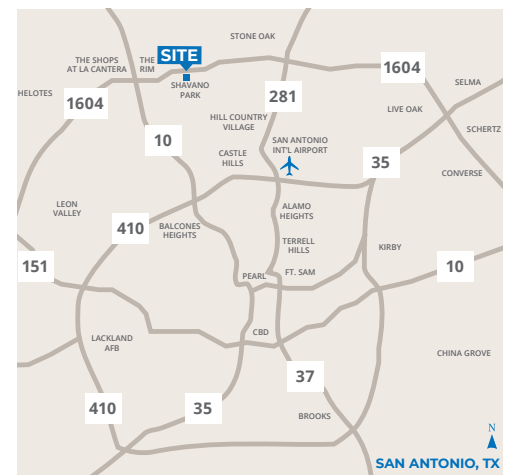 STONE OAK
SITE
THE SHOPS
AT LA CANTERA
THE
RIM
1604
SELMA
SHAVANO
PARK
HELOTES
1604
281
LIVE OAK
HILL COUNTRY
VILLAGE
SCHERTZ
10
SAN ANTONIO
INT'L AIRPORT
CASTLE
HILLS
35
CONVERSE
LEON
VALLEY
ALAMO
HEIGHTS
410
BALCONES
HEIGHTS
TERRELL
HILLS
KIRBY
151
10
PEARL
FT. SAM
CBD
LACKLAND
AFB
CHINA GROVE
37
410
35
BROOKS
N
SAN ANTONIO, TX